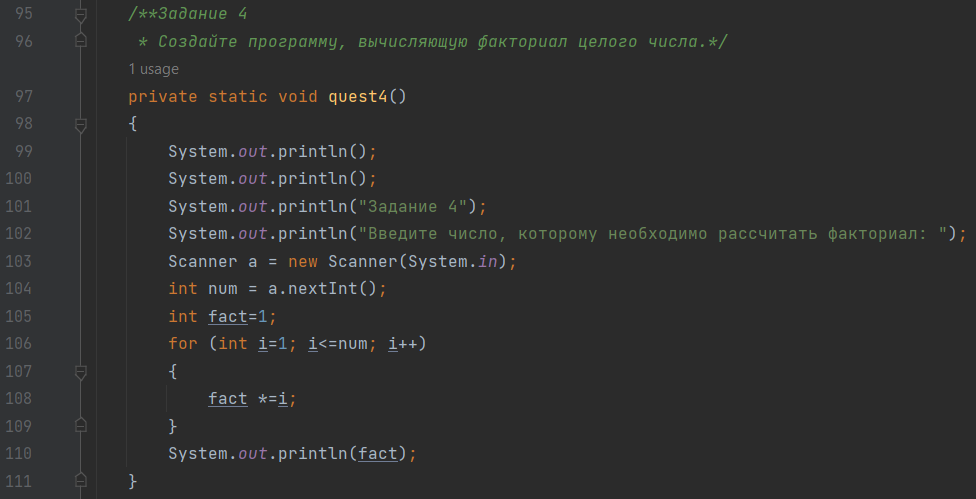 95 /**Задание 4
96 * Создайте программу, вычисляющую факториал целого числа.*/
1 usage
97 private static void quest4()
98 {
99 System.out.println();
100 System.out.println();
101 System.out.println("Задание 4");
102 System.out.println("Введите число, которому необходимо рассчитать факториал: ");
103 Scanner a = new Scanner(System.in);
104 int num = a.nextInt();
105 int fact=1;
106 for (int i=1; i<=num; i++)
107 {
108 fact *=i;
109 }
110 System.out.println(fact);
111 }